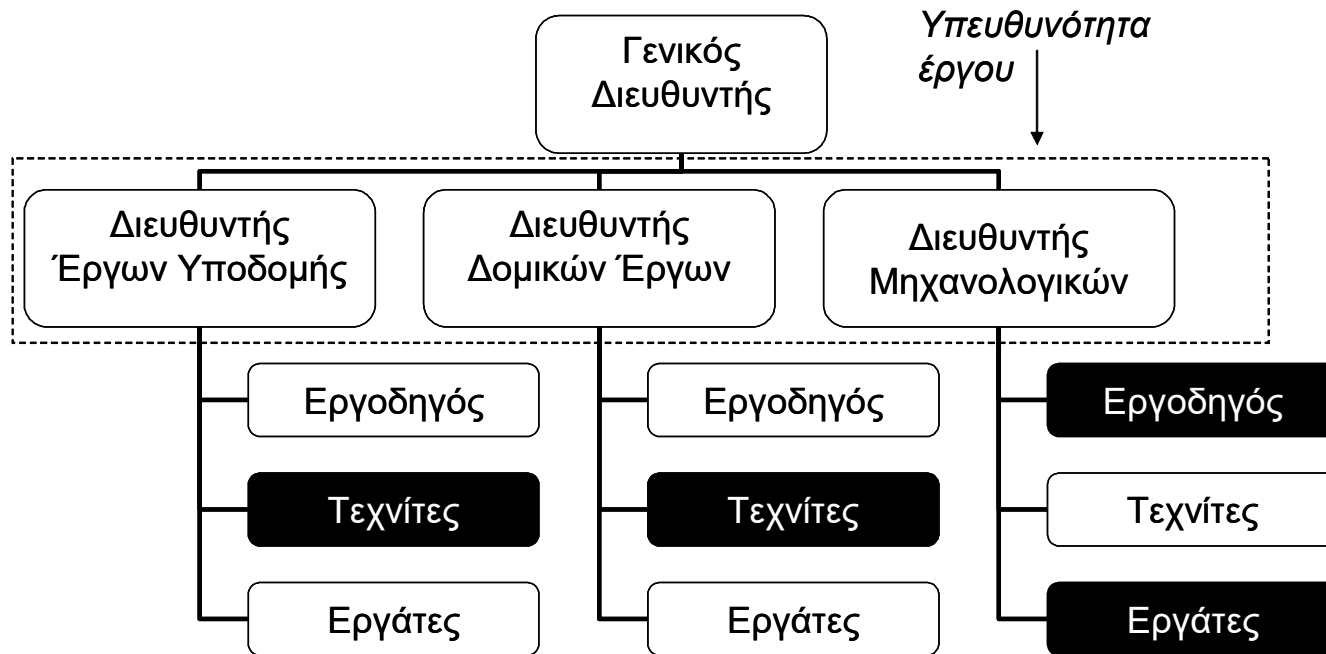 Γενικός
Διευθυντής
Υπευθυνότητα
έργου
Διευθυντής
Έργων Υποδομής
Διευθυντής
Δομικών Έργων
Διευθυντής
Μηχανολογικών
Εργοδηγός
Εργοδηγός
Εργοδηγός
Τεχνίτες
Τεχνίτες
Τεχνίτες
Εργάτες
Εργάτες
Εργάτες